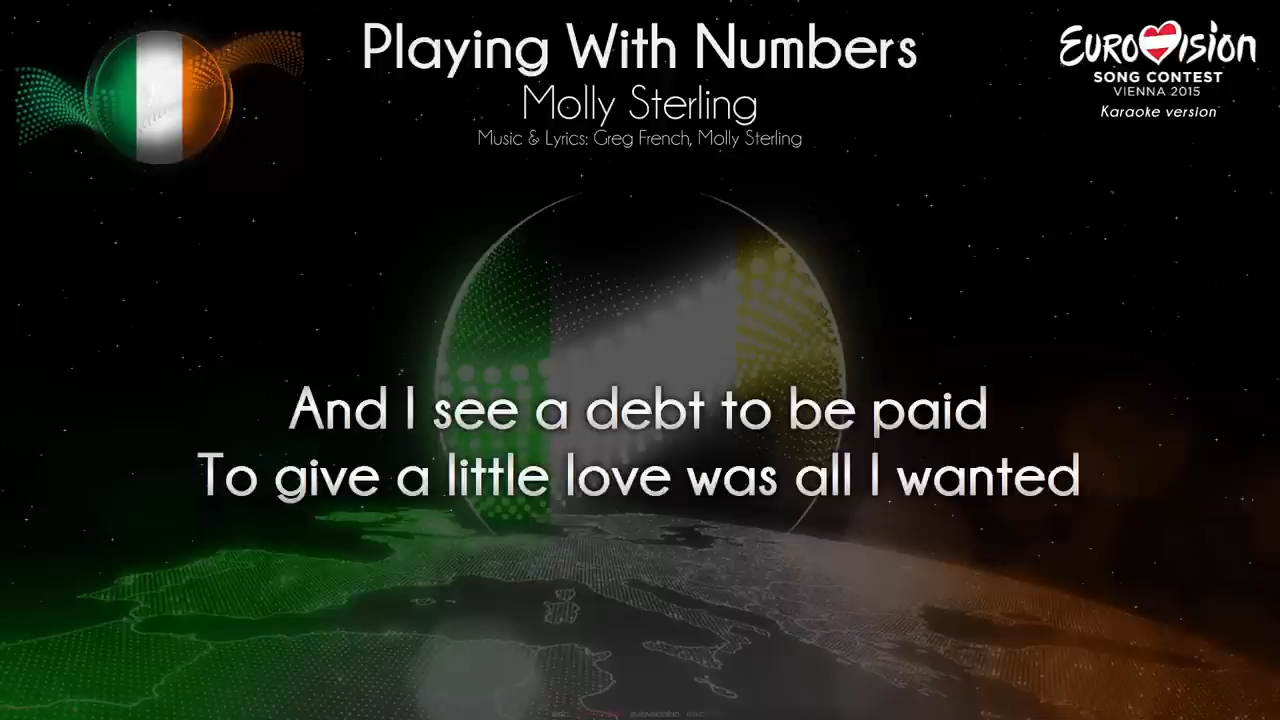 Playing With Numbers
Molly Sterling
Music & Lyrics: Greg French, Molly Sterling
EUROVISION
SONG CONTEST
VIENNA 2015
Karaoke version
And I see a debt to be paid
To give a little love was all I wanted